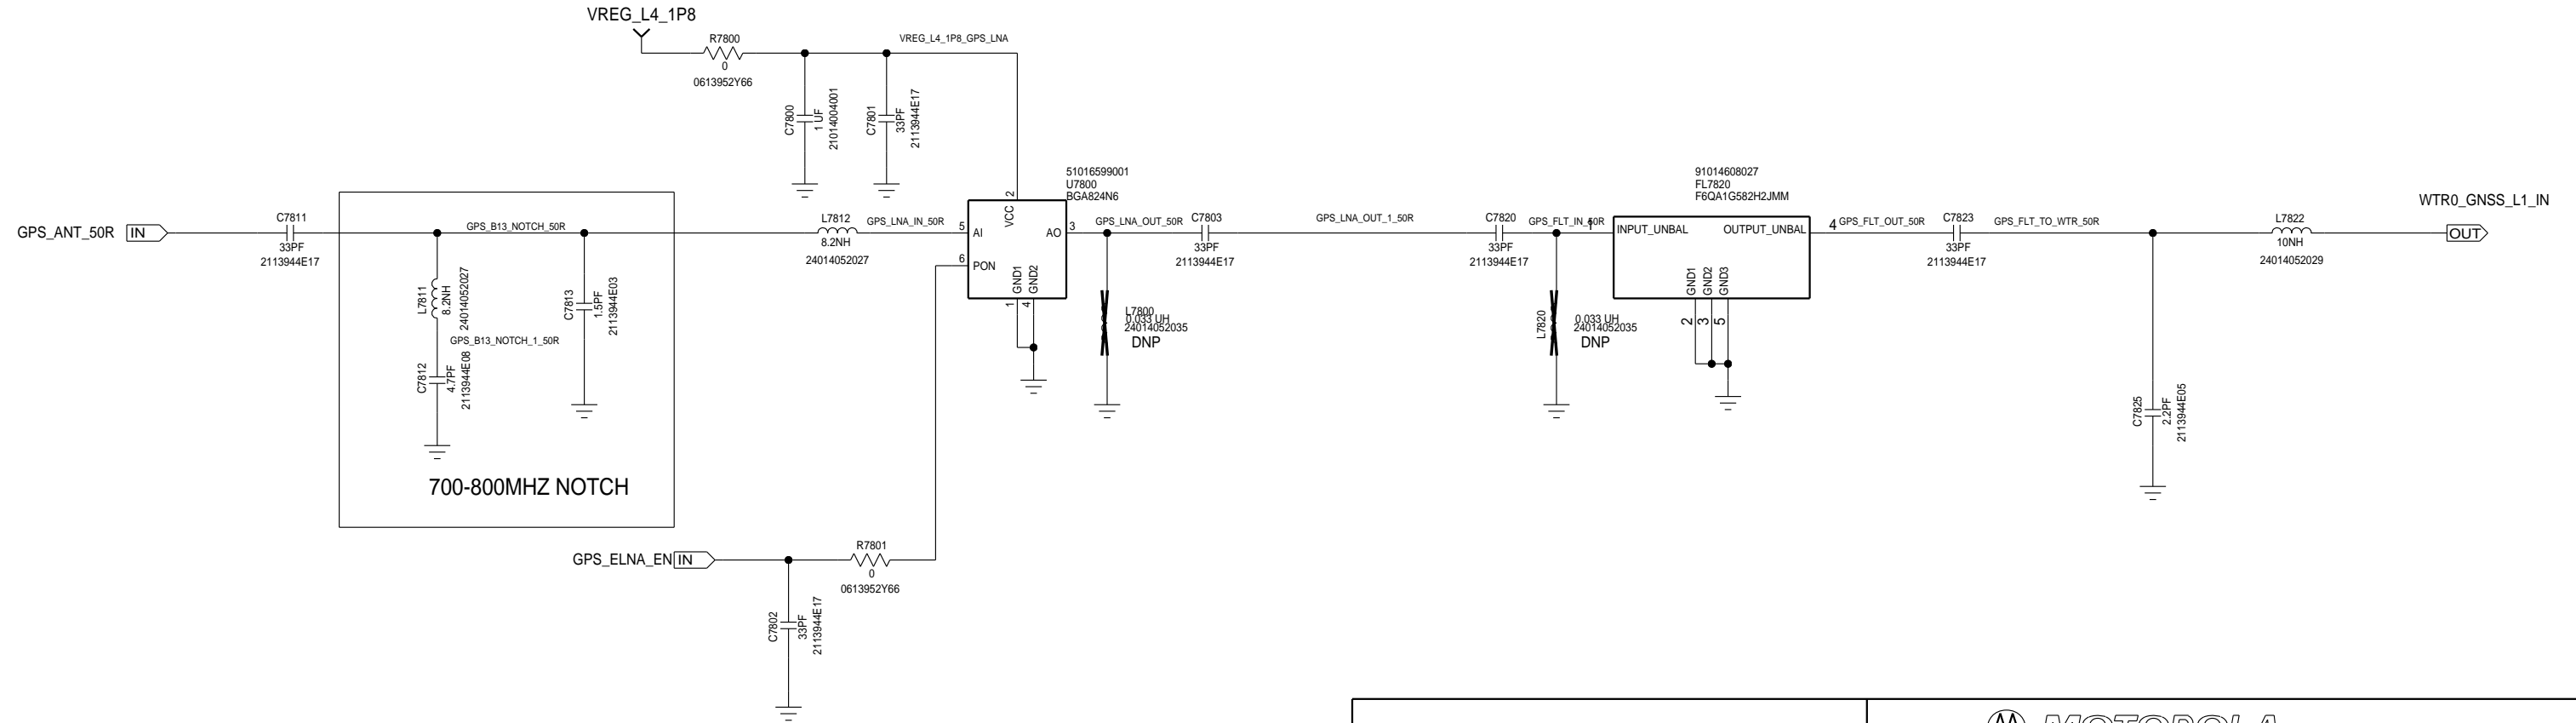 VREG_L4_1P8
R7800
0
0613952Y66
VREG_L4_1P8_GPS_LNA
C7800
1 UF
21014004001
C7801
33PF
2113944E17
51016599001
U7800
BGA824N6
91014608027
FL7820
F6QA1G582H2JMM
WTR0_GNSS_L1_IN
GPS_ANT_50R
IN
C7811
33PF
2113944E17
GPS_B13_NOTCH_50R
L7811
8.2NH
24014052027
C7813
1.5PF
2113944E03
GPS_B13_NOTCH_1_50R
C7812
4.7PF
2113944E08
700-800MHZ NOTCH
L7812
8.2NH
24014052027
GPS_LNA_IN_50R
5
AI
VCC
2
AO
3
6
PON
GND1
GND2
1
4
GPS_LNA_OUT_50R
C7803
33PF
2113944E17
L7800
0.033 UH
24014052035
DNP
GPS_LNA_OUT_1_50R
C7820
33PF
2113944E17
GPS_FLT_IN_50R
1
L7820
0.033 UH
24014052035
DNP
INPUT_UNBAL
OUTPUT_UNBAL
GND1
GND2
GND3
2
3
5
4
GPS_FLT_OUT_50R
C7823
33PF
2113944E17
GPS_FLT_TO_WTR_50R
C7825
2.2PF
2113944E05
L7822
10NH
24014052029
OUT
GPS_ELNA_EN
IN
R7801
0
0613952Y66
C7802
33PF
2113944E17
MOTOROLA